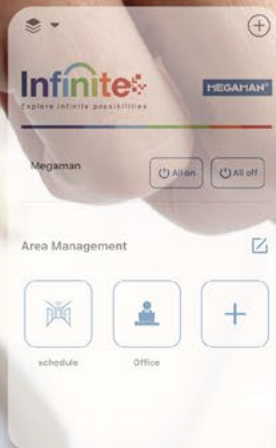 Infinite
MEGAMAN®
Explore infinite possibilities
Megaman
All on
All off
Area Management
schedule
Office